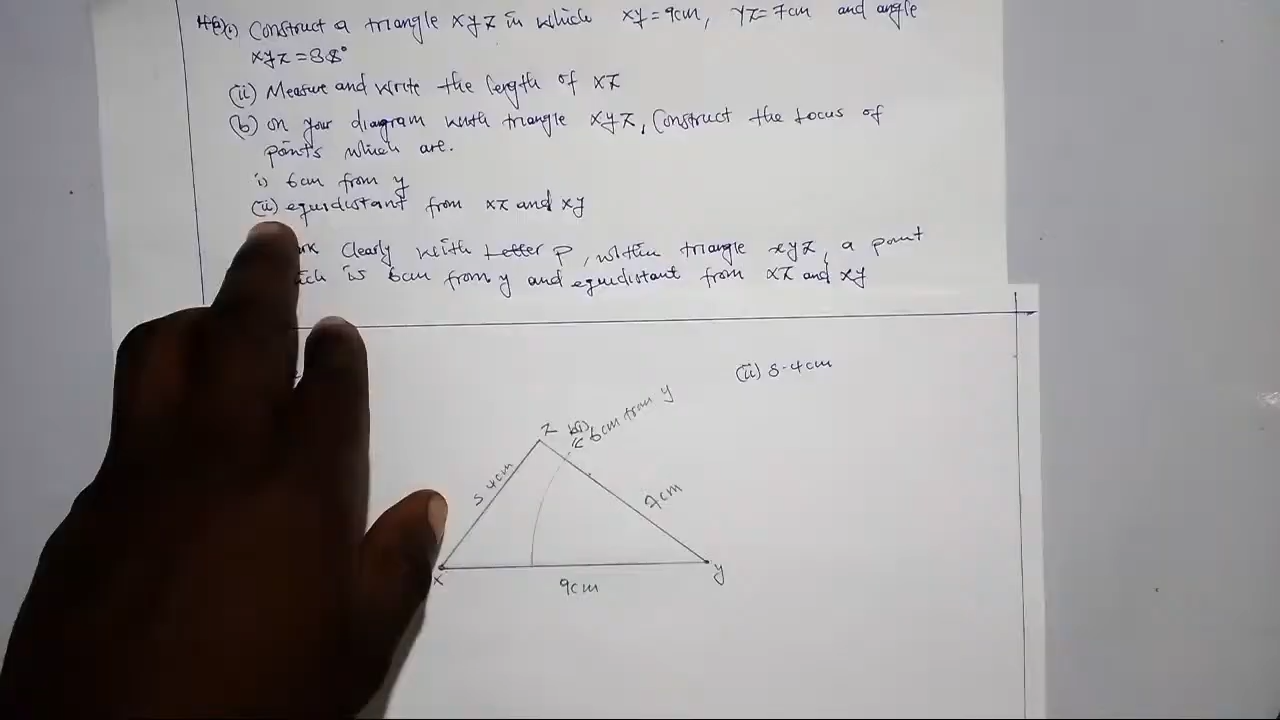 Construct a triangle xyz in which xy = 9cm, yz = 7cm and angle
xyz = 38°
(ii) Measure and write the length of xz
(b) on your diagram with triangle xyz, construct the locus of
points which are.
i) 6cm from y
(ii) equidistant from xz and xy
clearly with Letter P, within triangle xyz, a point
is 6cm from y and equidistant from xz and xy
(ii) 5.4cm
z
6cm from y
5.4cm
7cm
x
y
9cm